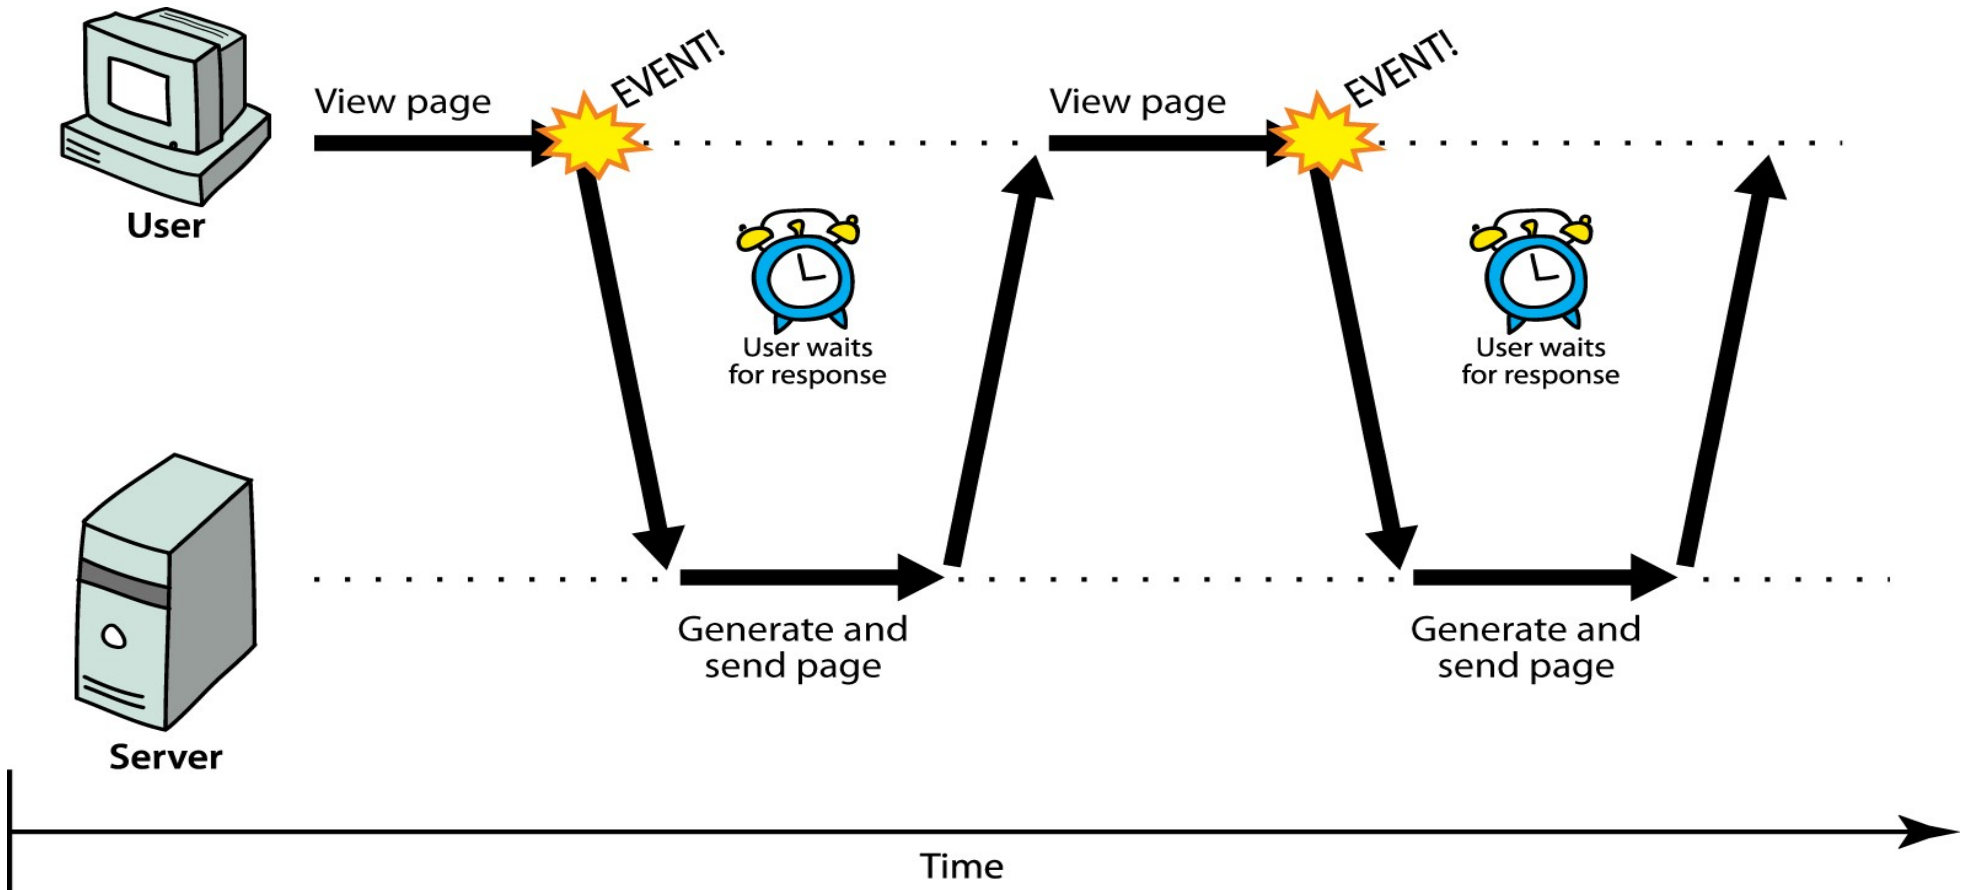 EVENT!
View page
EVENT!
View page
User
User waits
for response
User waits
for response
Generate and
send page
Generate and
send page
Server
Time